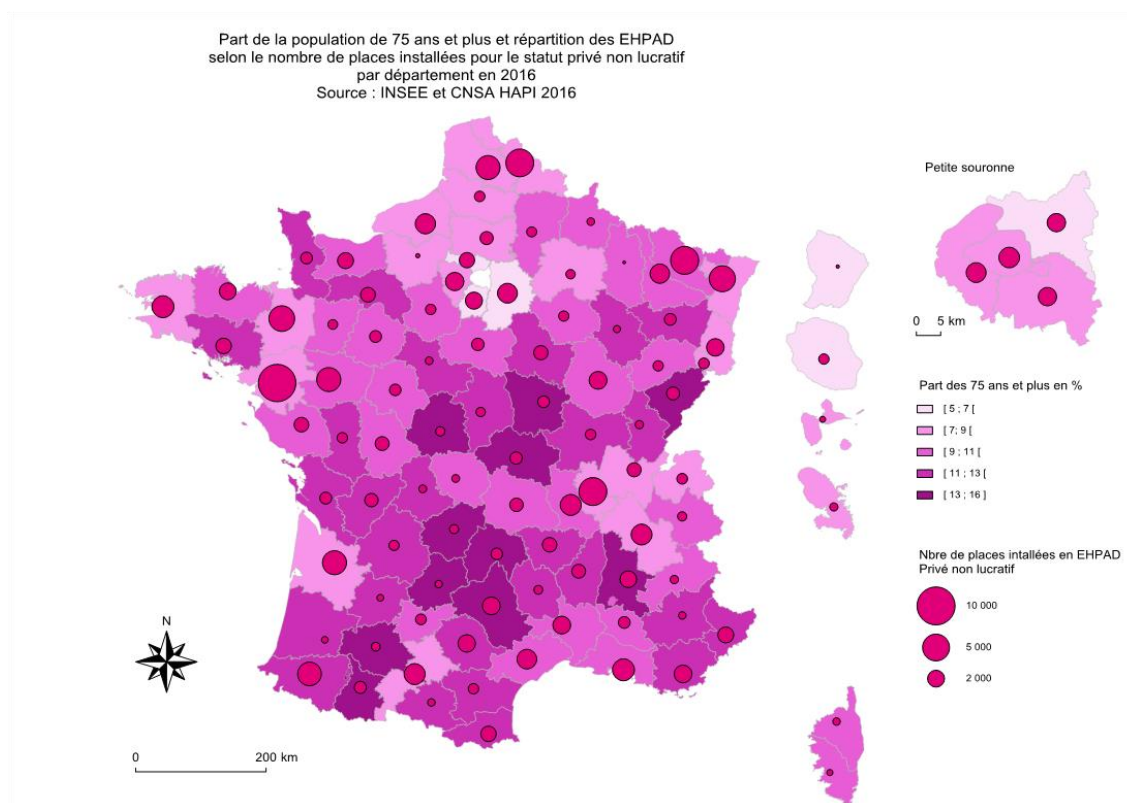 Part de la population de 75 ans et plus et répartition des EHPAD
selon le nombre de places installées pour le statut privé non lucratif
par département en 2016
Source : INSEE et CNSA HAPI 2016
Petite souronne
0 5 km
Part des 75 ans et plus en %
[ 5 ; 7 [
[ 7; 9 [
[ 9 ; 11 [
[ 11 ; 13 [
[ 13 ; 16 ]
Nbre de places intallées en EHPAD
Privé non lucratif
10 000
5 000
2 000
N
0 200 km